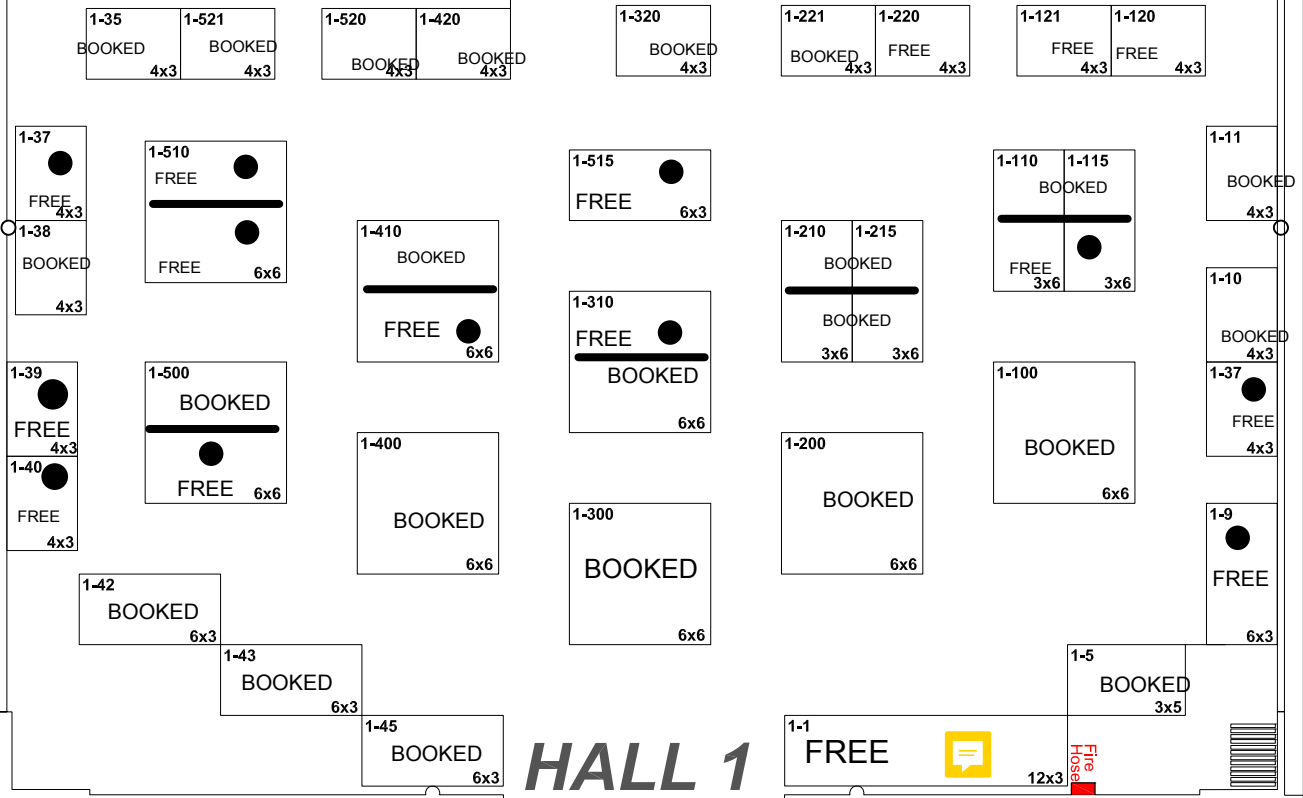 1-35
BOOKED
4x3
1-521
BOOKED
4x3
1-520
BOOKED
4x3
1-420
BOOKED
4x3
1-320
BOOKED
4x3
1-221
BOOKED
4x3
1-220
FREE
4x3
1-121
FREE
4x3
1-120
FREE
4x3
1-37
FREE
4x3
1-38
BOOKED
4x3
1-510
FREE
FREE
6x6
1-410
BOOKED
FREE
6x6
1-515
FREE
6x3
1-310
FREE
BOOKED
6x6
1-210
1-215
BOOKED
BOOKED
3x6
3x6
1-110
1-115
BOOKED
FREE
3x6
3x6
1-11
BOOKED
4x3
1-10
BOOKED
4x3
1-37
FREE
4x3
1-39
FREE
4x3
1-40
FREE
4x3
1-500
BOOKED
FREE
6x6
1-400
BOOKED
6x6
1-300
BOOKED
6x6
1-200
BOOKED
6x6
1-100
BOOKED
6x6
1-9
FREE
6x3
1-42
BOOKED
6x3
1-43
BOOKED
6x3
1-45
BOOKED
6x3
HALL 1
1-1
FREE
12x3
1-5
BOOKED
3x5
Fire
Hose